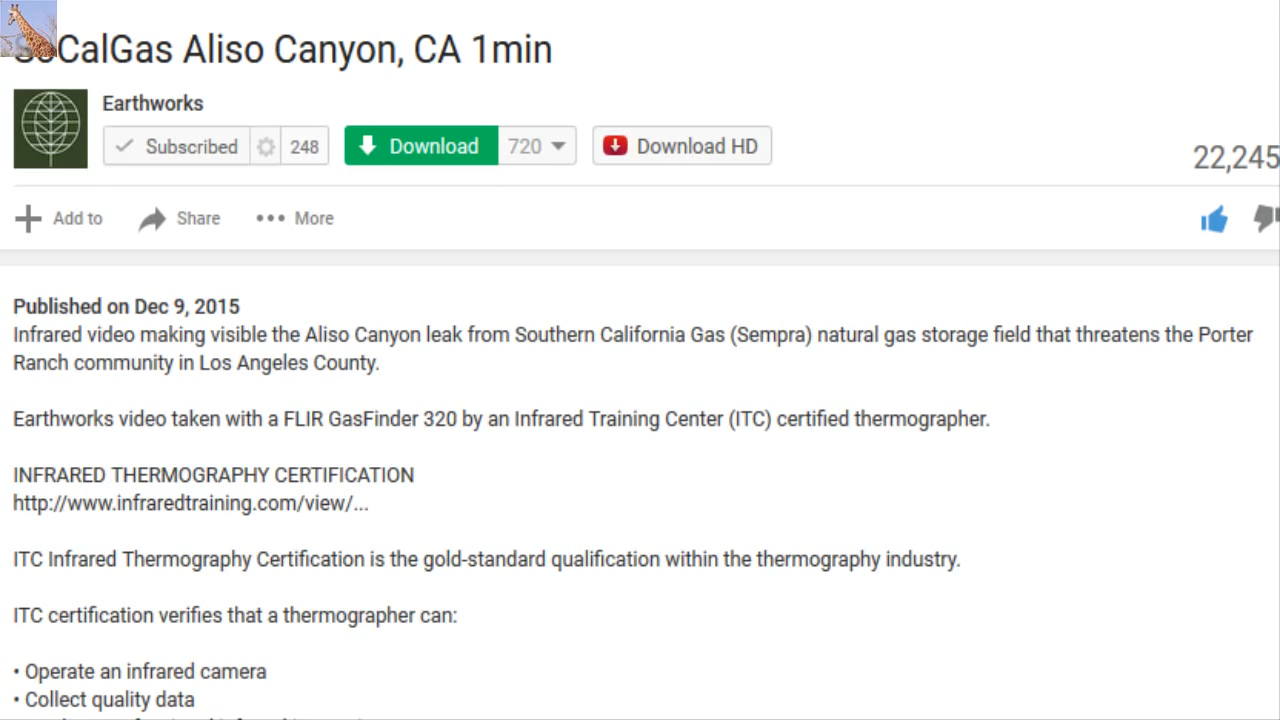 CalGas Aliso Canyon, CA 1min
Earthworks
Subscribed 248 Download 720 Download HD
22,245
Add to Share More
Published on Dec 9, 2015
Infrared video making visible the Aliso Canyon leak from Southern California Gas (Sempra) natural gas storage field that threatens the Porter
Ranch community in Los Angeles County.
Earthworks video taken with a FLIR GasFinder 320 by an Infrared Training Center (ITC) certified thermographer.
INFRARED THERMOGRAPHY CERTIFICATION
http://www.infraredtraining.com/view/...
ITC Infrared Thermography Certification is the gold-standard qualification within the thermography industry.
ITC certification verifies that a thermographer can:
• Operate an infrared camera
• Collect quality data